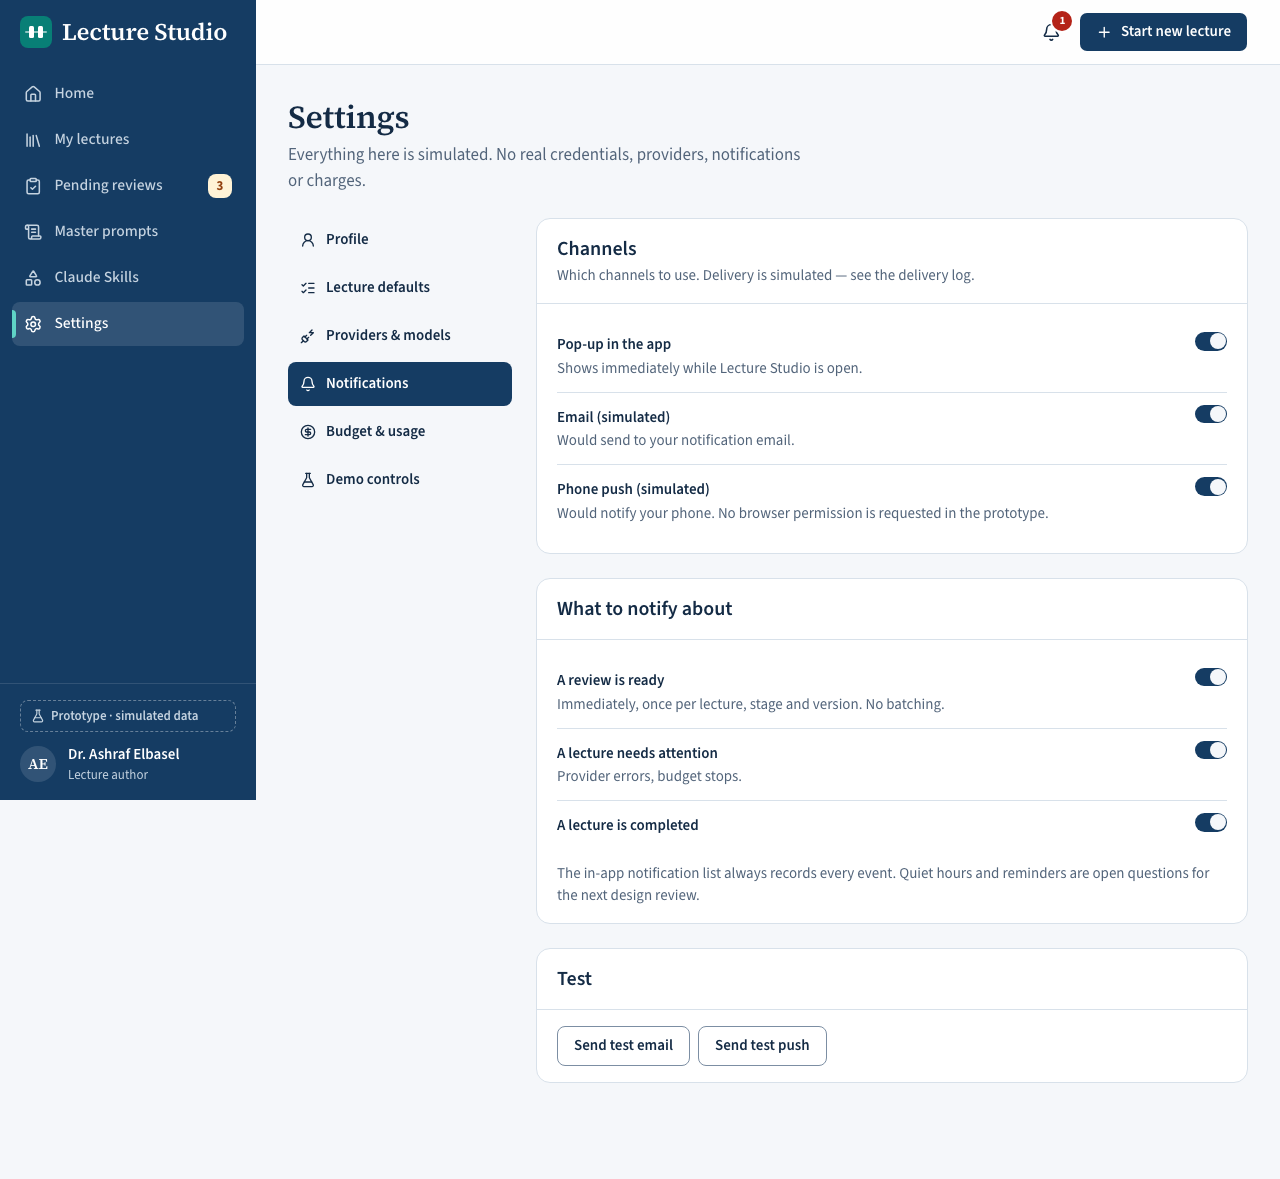 Lecture Studio
Home
My lectures
Pending reviews
3
Master prompts
Claude Skills
Settings
Prototype · simulated data
AE
Dr. Ashraf Elbasel
Lecture author
1
Start new lecture
Settings
Everything here is simulated. No real credentials, providers, notifications
or charges.
Profile
Lecture defaults
Providers & models
Notifications
Budget & usage
Demo controls
Channels
Which channels to use. Delivery is simulated — see the delivery log.
Pop-up in the app
Shows immediately while Lecture Studio is open.
Email (simulated)
Would send to your notification email.
Phone push (simulated)
Would notify your phone. No browser permission is requested in the prototype.
What to notify about
A review is ready
Immediately, once per lecture, stage and version. No batching.
A lecture needs attention
Provider errors, budget stops.
A lecture is completed
The in-app notification list always records every event. Quiet hours and reminders are open questions for
the next design review.
Test
Send test email
Send test push